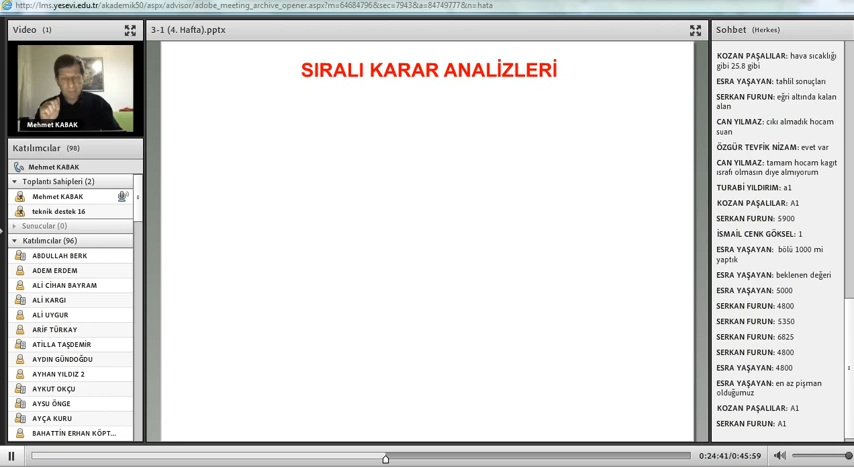 http://lms.yesevi.edu.tr/akademik50/aspx/advisor/adobe_meeting_archive_opener.aspx?m=64684796&sec=7943&a=84749777&n=hata
Video (1)
Mehmet KABAK
Katılımcılar (98)
Mehmet KABAK
Toplantı Sahipleri (2)
Mehmet KABAK
teknik destek 16
Sunucular (0)
Katılımcılar (96)
ABDULLAH BERK
ADEM ERDEM
ALİ CİHAN BAYRAM
ALİ KARGI
ALİ UYGUR
ARİF TÜRKAY
ATİLLA TAŞDEMİR
AYDIN GÜNDOĞDU
AYHAN YILDIZ 2
AYKUT OKÇU
AYSU ÖNGE
AYÇA KURU
BAHATTİN ERHAN KÖPT...
3-1 (4. Hafta).pptx
SIRALI KARAR ANALİZLERİ
Sohbet (Herkes)
KOZAN PAŞALILAR: hava sıcaklığı
gibi 25.8 gibi
ESRA YAŞAYAN: tahlil sonuçları
SERKAN FURUN: eğri altında kalan
alan
CAN YILMAZ: cıkı almadık hocam
suan
ÖZGÜR TEVFİK NİZAM: evet var
CAN YILMAZ: tamam hocam kagıt
ısrafı olmasın dıye almıyorum
TURABİ YILDIRIM: a1
KOZAN PAŞALILAR: A1
SERKAN FURUN: 5900
İSMAİL CENK GÖKSEL: 1
ESRA YAŞAYAN: bölü 1000 mi
yaptık
ESRA YAŞAYAN: beklenen değeri
ESRA YAŞAYAN: 5000
SERKAN FURUN: 4800
SERKAN FURUN: 5350
SERKAN FURUN: 6825
SERKAN FURUN: 4800
ESRA YAŞAYAN: 4800
ESRA YAŞAYAN: en az pişman
olduğumuz
KOZAN PAŞALILAR: A1
SERKAN FURUN: A1
0:24:41/0:45:59